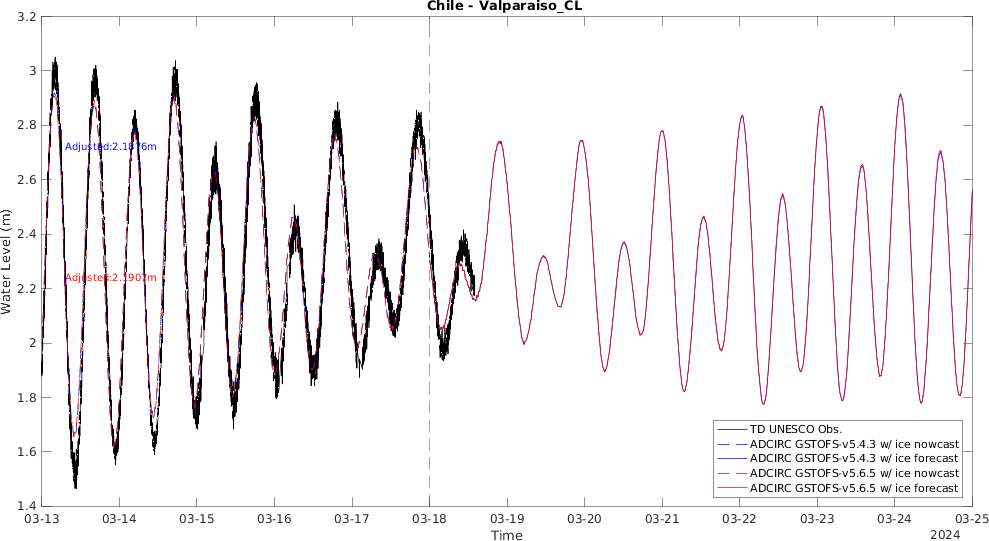 Chile - Valparaiso_CL
3.2
3
2.8
2.6
2.4
2.2
2
1.8
1.6
1.4
Water Level (m)
Adjusted:2.1876m
Adjusted:2.1907m
TD UNESCO Obs.
ADCIRC GSTOFS-v5.4.3 w/ ice nowcast
ADCIRC GSTOFS-v5.4.3 w/ ice forecast
ADCIRC GSTOFS-v5.6.5 w/ ice nowcast
ADCIRC GSTOFS-v5.6.5 w/ ice forecast
03-13 03-14 03-15 03-16 03-17 03-18 03-19 03-20 03-21 03-22 03-23 03-24 03-25
Time
2024